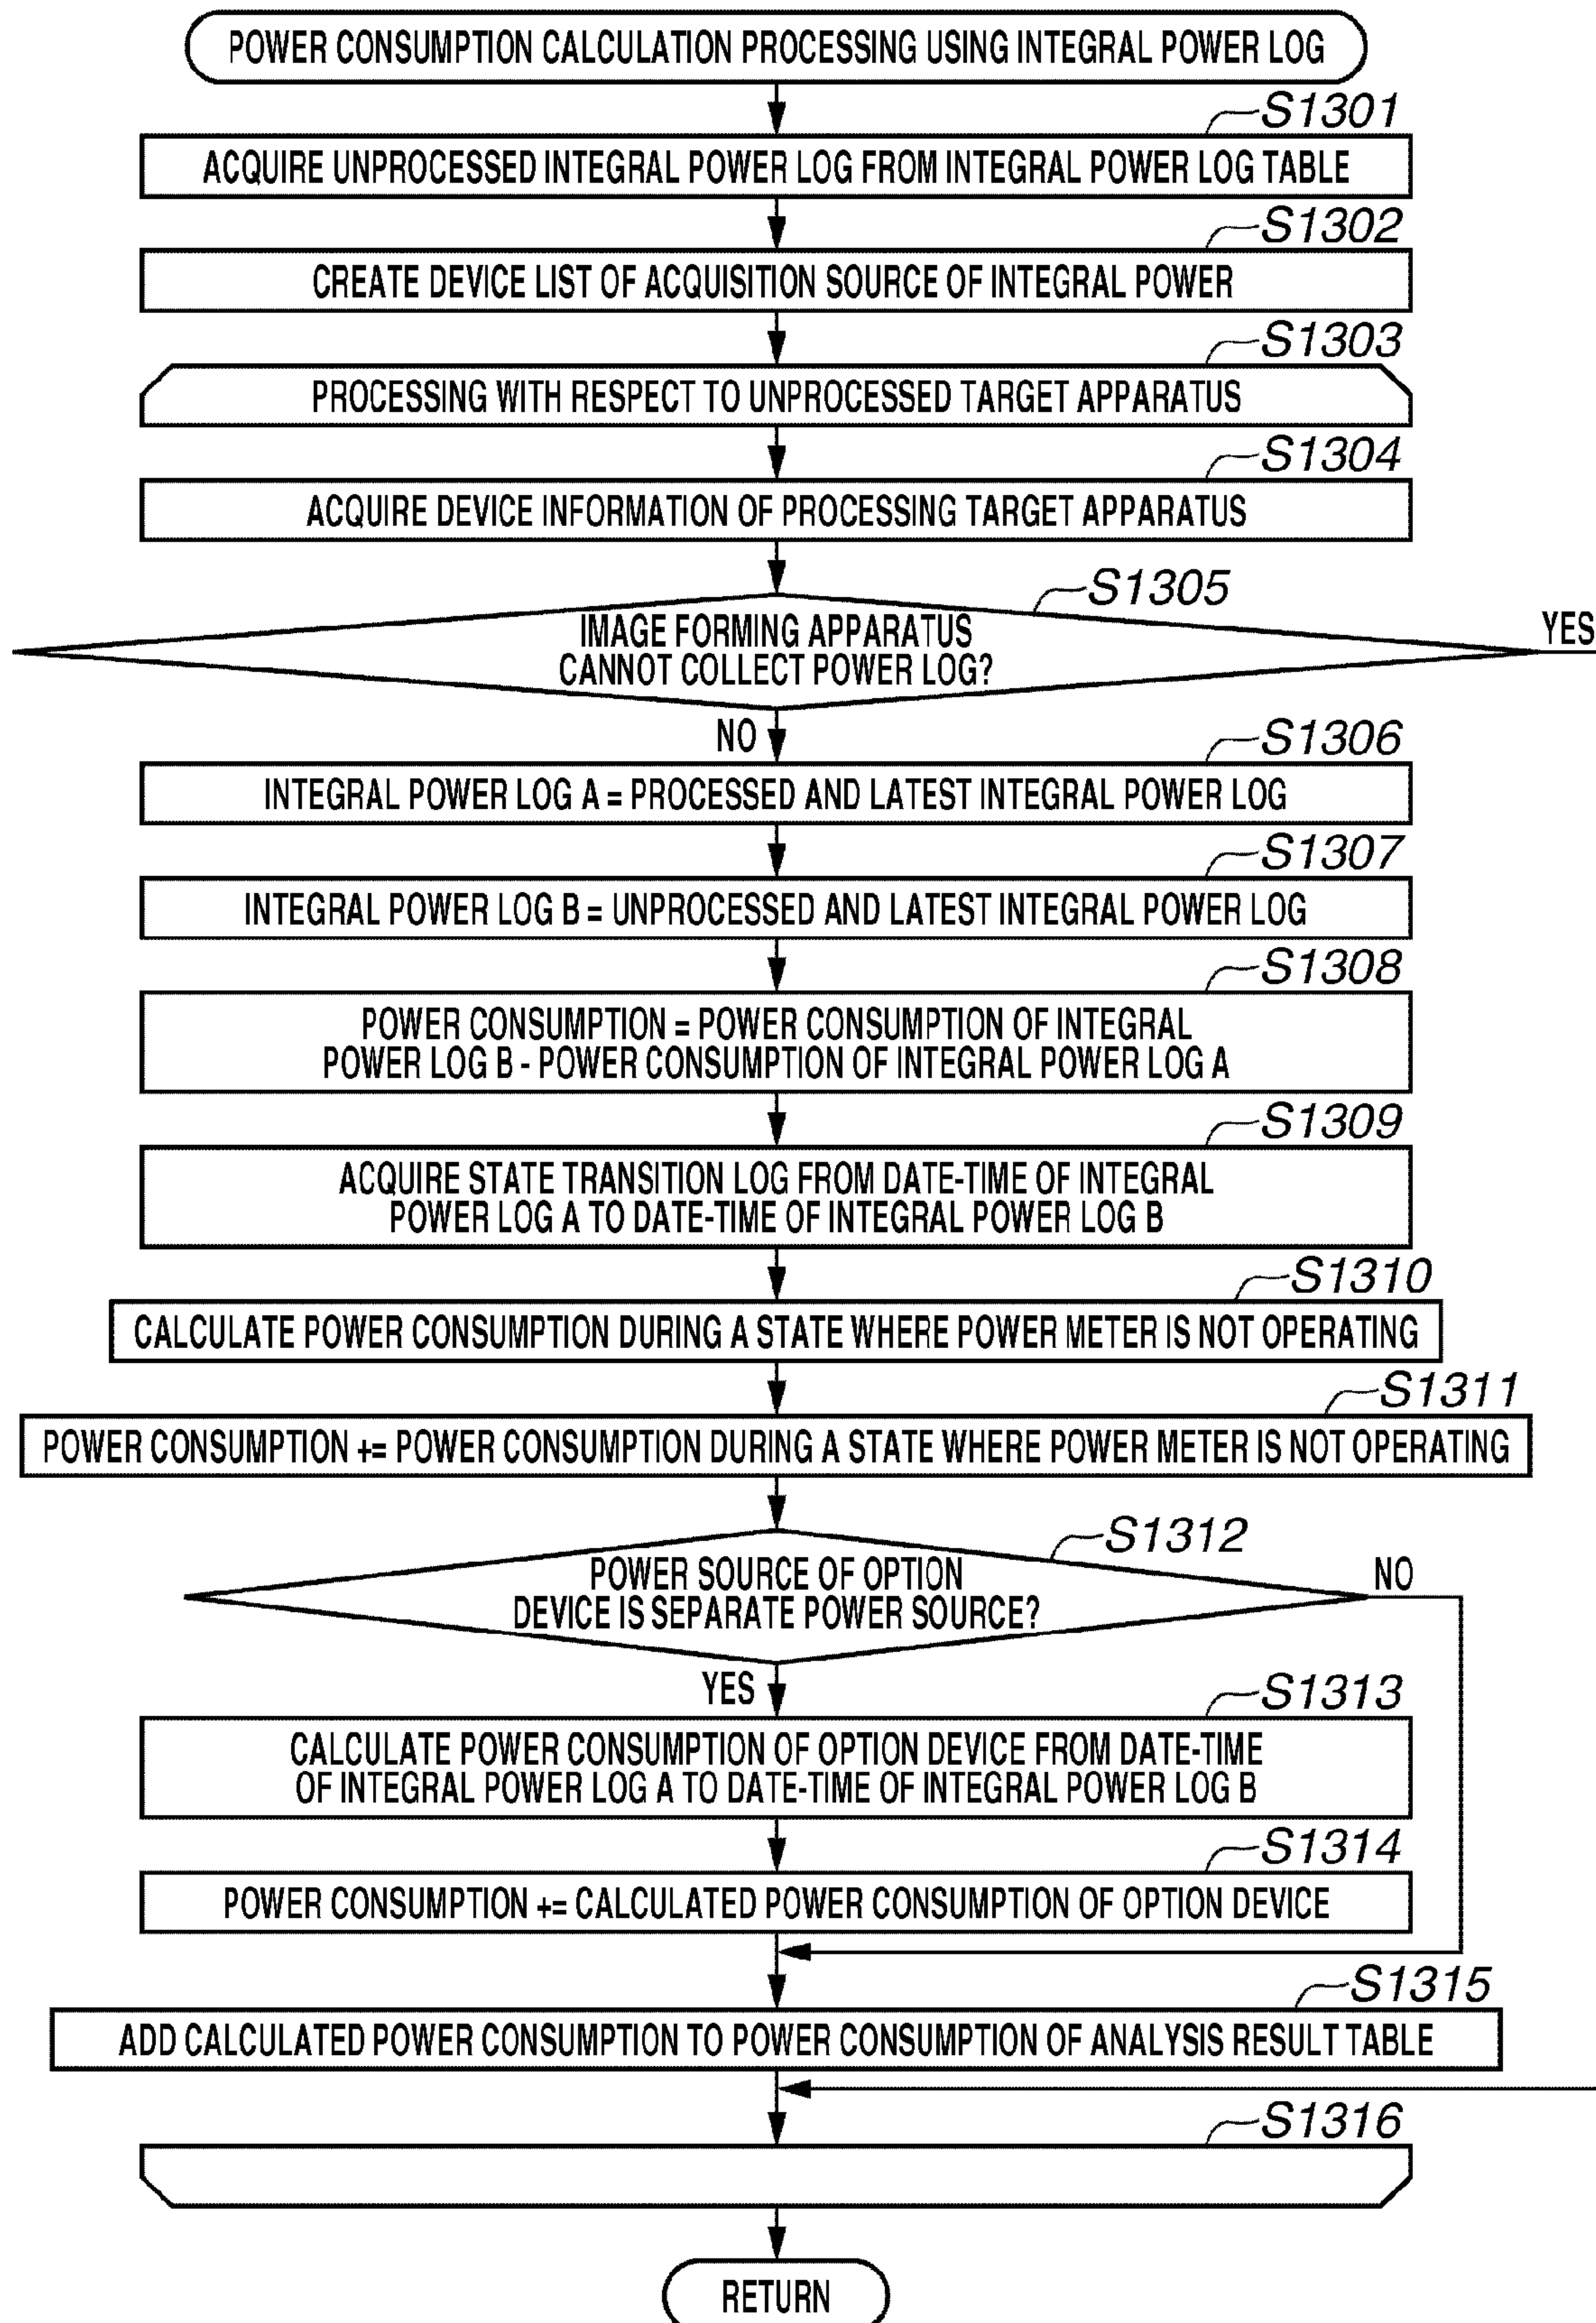 POWER CONSUMPTION CALCULATION PROCESSING USING INTEGRAL POWER LOG
S1301
ACQUIRE UNPROCESSED INTEGRAL POWER LOG FROM INTEGRAL POWER LOG TABLE
S1302
CREATE DEVICE LIST OF ACQUISITION SOURCE OF INTEGRAL POWER
S1303
PROCESSING WITH RESPECT TO UNPROCESSED TARGET APPARATUS
S1304
ACQUIRE DEVICE INFORMATION OF PROCESSING TARGET APPARATUS
S1305
IMAGE FORMING APPARATUS
CANNOT COLLECT POWER LOG?
YES
NO
S1306
INTEGRAL POWER LOG A = PROCESSED AND LATEST INTEGRAL POWER LOG
S1307
INTEGRAL POWER LOG B = UNPROCESSED AND LATEST INTEGRAL POWER LOG
S1308
POWER CONSUMPTION = POWER CONSUMPTION OF INTEGRAL
POWER LOG B - POWER CONSUMPTION OF INTEGRAL POWER LOG A
S1309
ACQUIRE STATE TRANSITION LOG FROM DATE-TIME OF INTEGRAL
POWER LOG A TO DATE-TIME OF INTEGRAL POWER LOG B
S1310
CALCULATE POWER CONSUMPTION DURING A STATE WHERE POWER METER IS NOT OPERATING
S1311
POWER CONSUMPTION += POWER CONSUMPTION DURING A STATE WHERE POWER METER IS NOT OPERATING
S1312
POWER SOURCE OF OPTION
DEVICE IS SEPARATE POWER SOURCE?
NO
YES
S1313
CALCULATE POWER CONSUMPTION OF OPTION DEVICE FROM DATE-TIME
OF INTEGRAL POWER LOG A TO DATE-TIME OF INTEGRAL POWER LOG B
S1314
POWER CONSUMPTION += CALCULATED POWER CONSUMPTION OF OPTION DEVICE
S1315
ADD CALCULATED POWER CONSUMPTION TO POWER CONSUMPTION OF ANALYSIS RESULT TABLE
S1316
RETURN